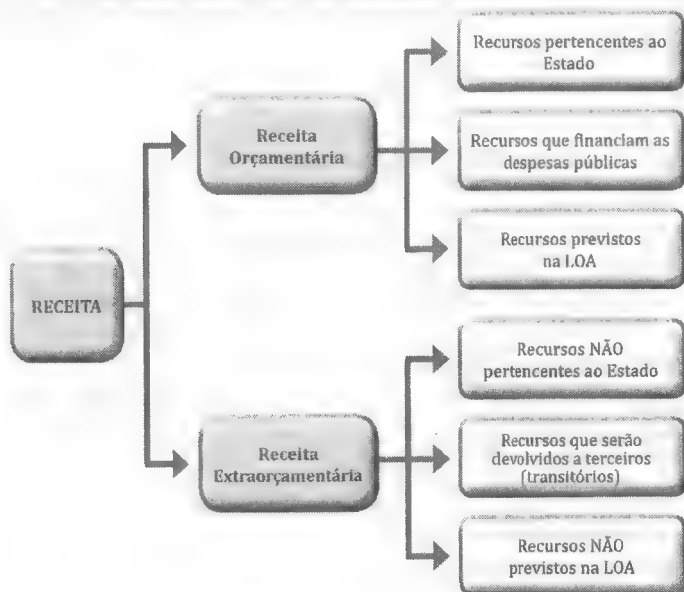 RECEITA
Receita
Orçamentária
Recursos pertencentes ao
Estado
Recursos que financiam as
despesas públicas
Recursos previstos
na LOA
Receita
Extraorçamentária
Recursos NÃO
pertencentes ao Estado
Recursos que serão
devolvidos a terceiros
(transitórios)
Recursos NÃO
previstos na LOA